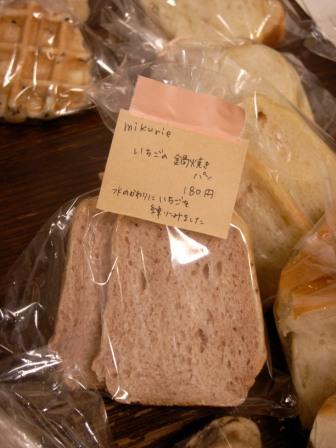 mikurie
いちごの 鍋焼き
パン
180円
水のかわりにいちごを
練りこみました